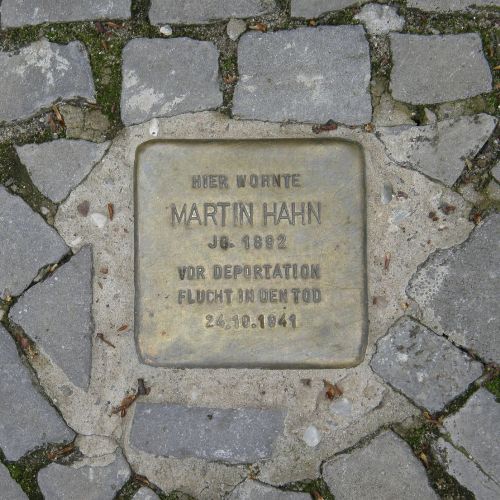 HIER WOHNTE
MARTIN HAHN
JG. 1892
VOR DEPORTATION
FLUCHT IN DEN TOD
24.10.1941